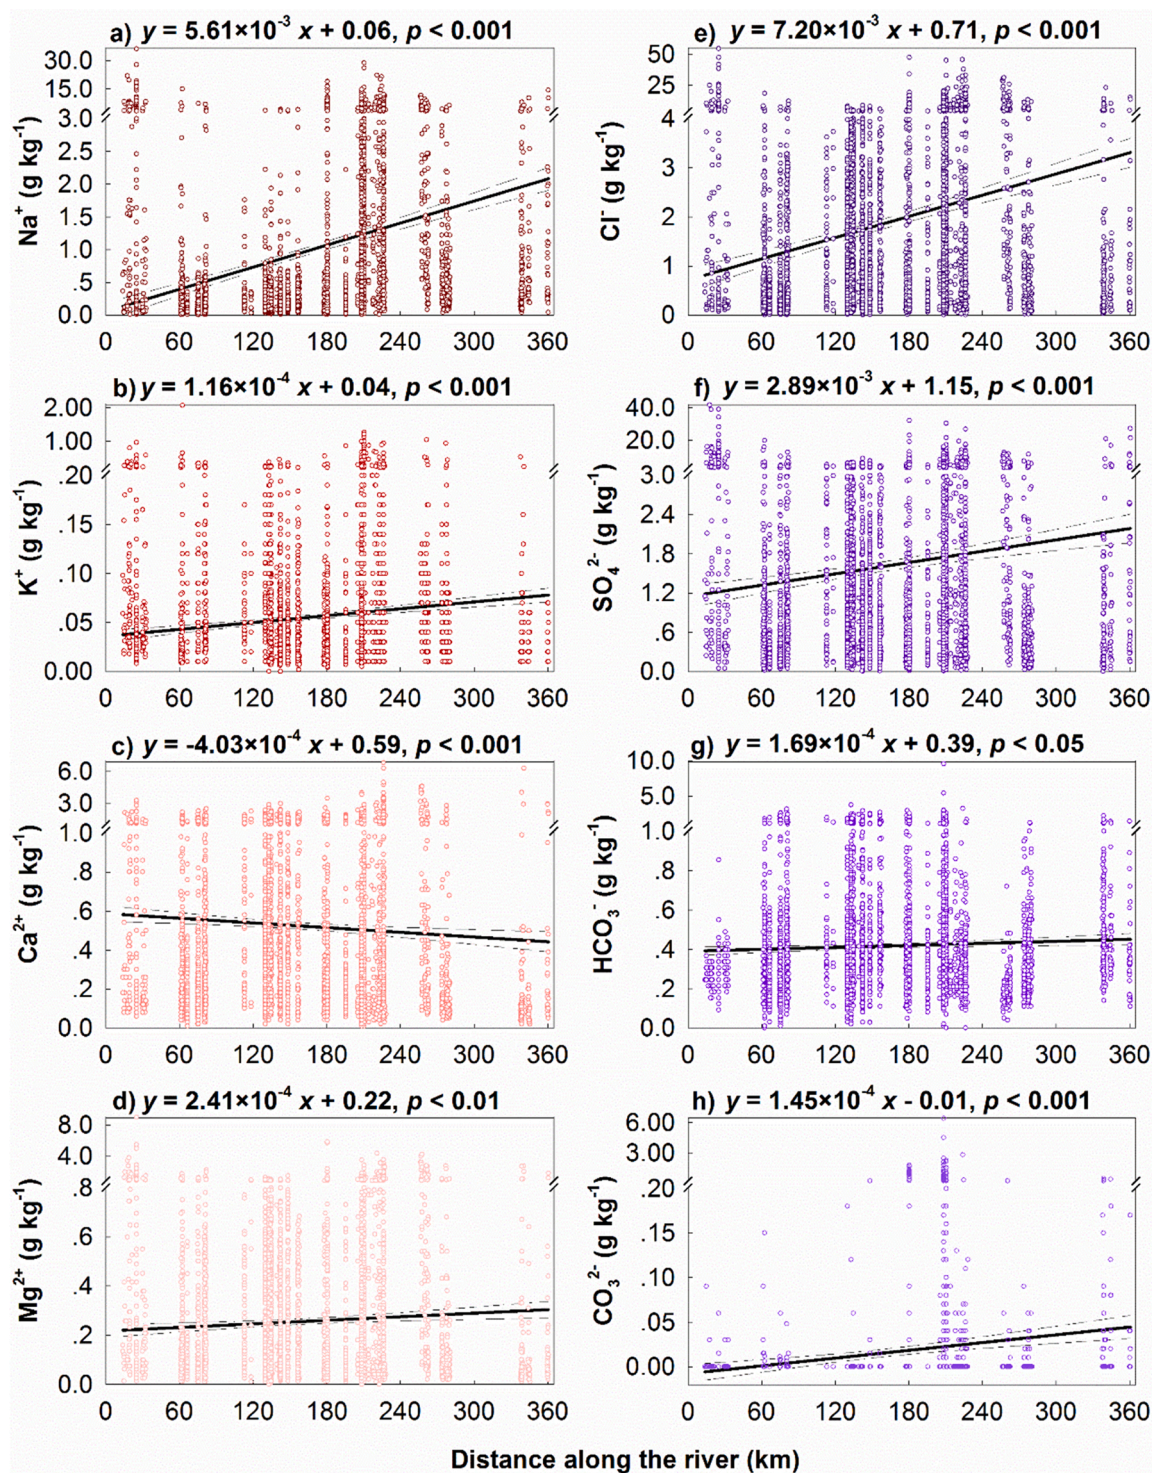 a) y = 5.61×10⁻³ x + 0.06, p < 0.001
30.0
15.0
3.0
2.5
2.0
1.5
1.0
.5
0.0
Na⁺ (g kg⁻¹)
0 60 120 180 240 300 360
e) y = 7.20×10⁻³ x + 0.71, p < 0.001
50
25
4
3
2
1
0
Cl⁻ (g kg⁻¹)
0 60 120 180 240 300 360
b) y = 1.16×10⁻⁴ x + 0.04, p < 0.001
2.00
1.00
.20
.15
.10
.05
0.00
K⁺ (g kg⁻¹)
0 60 120 180 240 300 360
f) y = 2.89×10⁻³ x + 1.15, p < 0.001
40.0
20.0
3.0
2.4
1.8
1.2
.6
0.0
SO₄²⁻ (g kg⁻¹)
0 60 120 180 240 300 360
c) y = -4.03×10⁻⁴ x + 0.59, p < 0.001
6.0
3.0
1.0
.8
.6
.4
.2
0.0
Ca²⁺ (g kg⁻¹)
0 60 120 180 240 300 360
g) y = 1.69×10⁻⁴ x + 0.39, p < 0.05
10.0
5.0
1.0
.8
.6
.4
.2
0.0
HCO₃⁻ (g kg⁻¹)
0 60 120 180 240 300 360
d) y = 2.41×10⁻⁴ x + 0.22, p < 0.01
8.0
4.0
.8
.6
.4
.2
0.0
Mg²⁺ (g kg⁻¹)
0 60 120 180 240 300 360
h) y = 1.45×10⁻⁴ x - 0.01, p < 0.001
6.00
3.00
.20
.15
.10
.05
0.00
CO₃²⁻ (g kg⁻¹)
0 60 120 180 240 300 360
Distance along the river (km)